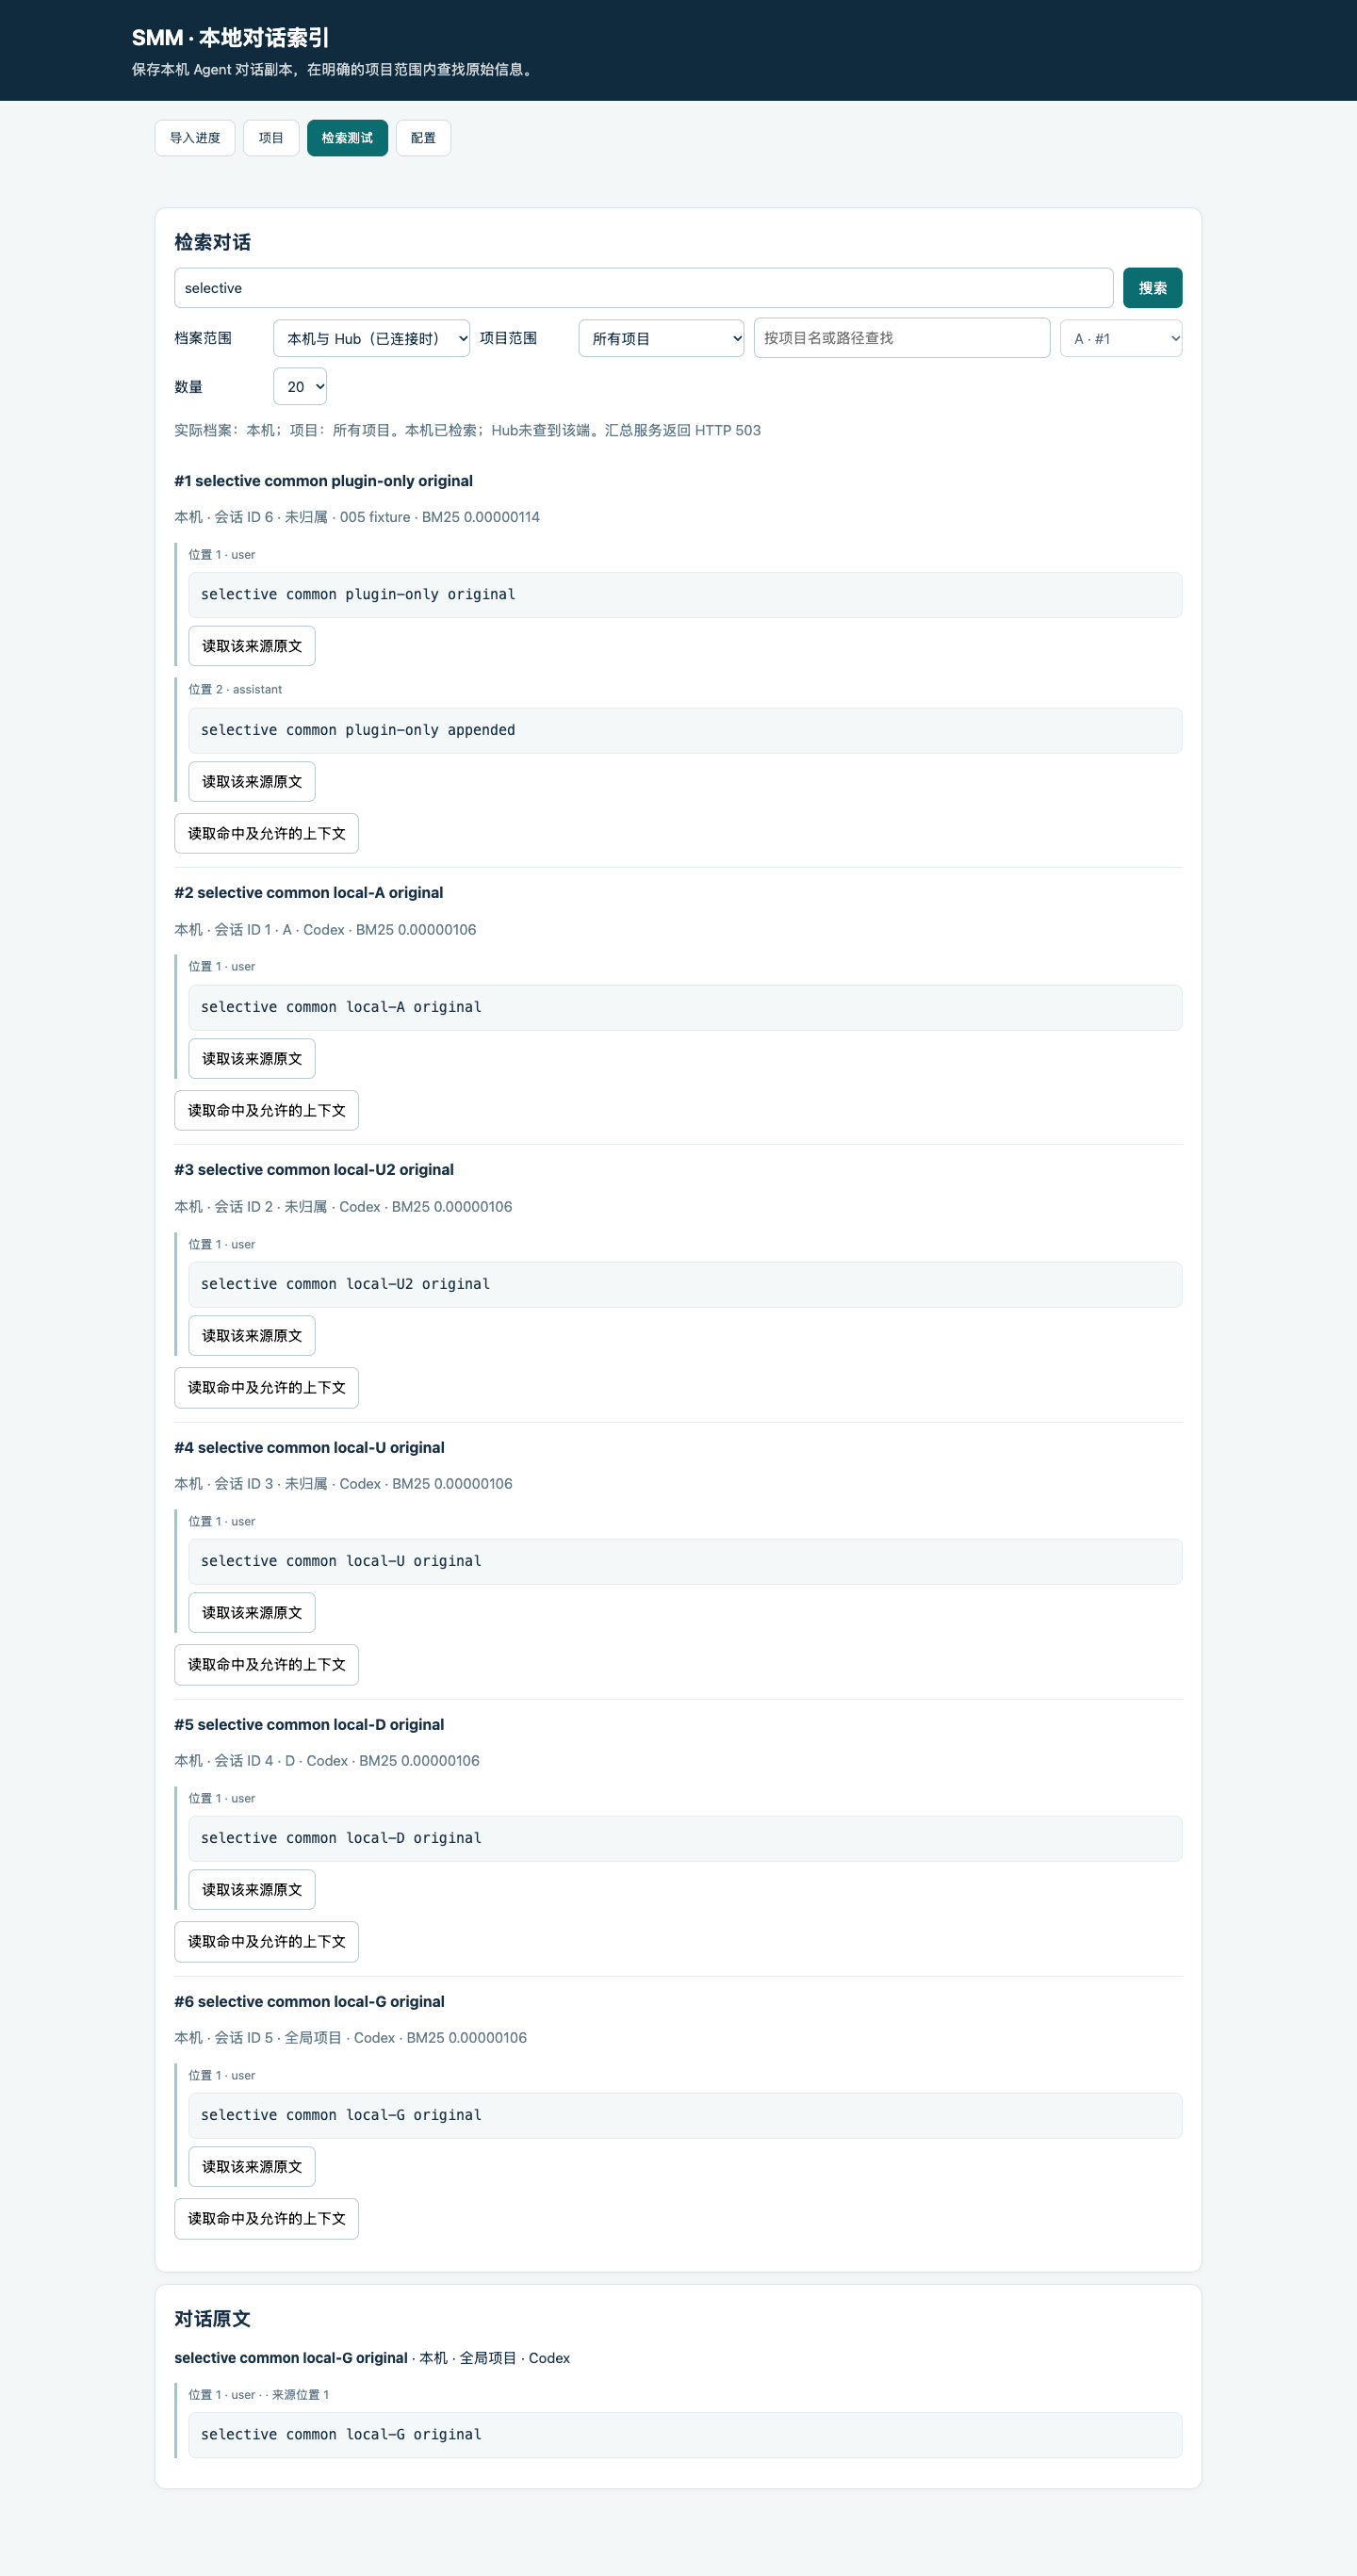 SMM · 本地对话索引
保存本机 Agent 对话副本，在明确的项目范围内查找原始信息。
导入进度 项目 检索测试 配置
检索对话
selective 搜索
档案范围 本机与 Hub（已连接时） 项目范围 所有项目 按项目名或路径查找 A · #1
数量 20
实际档案：本机；项目：所有项目。本机已检索；Hub未查到该端。汇总服务返回 HTTP 503
#1 selective common plugin-only original
本机 · 会话 ID 6 · 未归属 · 005 fixture · BM25 0.00000114
位置 1 · user
selective common plugin-only original
读取该来源原文
位置 2 · assistant
selective common plugin-only appended
读取该来源原文
读取命中及允许的上下文
#2 selective common local-A original
本机 · 会话 ID 1 · A · Codex · BM25 0.00000106
位置 1 · user
selective common local-A original
读取该来源原文
读取命中及允许的上下文
#3 selective common local-U2 original
本机 · 会话 ID 2 · 未归属 · Codex · BM25 0.00000106
位置 1 · user
selective common local-U2 original
读取该来源原文
读取命中及允许的上下文
#4 selective common local-U original
本机 · 会话 ID 3 · 未归属 · Codex · BM25 0.00000106
位置 1 · user
selective common local-U original
读取该来源原文
读取命中及允许的上下文
#5 selective common local-D original
本机 · 会话 ID 4 · D · Codex · BM25 0.00000106
位置 1 · user
selective common local-D original
读取该来源原文
读取命中及允许的上下文
#6 selective common local-G original
本机 · 会话 ID 5 · 全局项目 · Codex · BM25 0.00000106
位置 1 · user
selective common local-G original
读取该来源原文
读取命中及允许的上下文
对话原文
selective common local-G original · 本机 · 全局项目 · Codex
位置 1 · user · · 来源位置 1
selective common local-G original